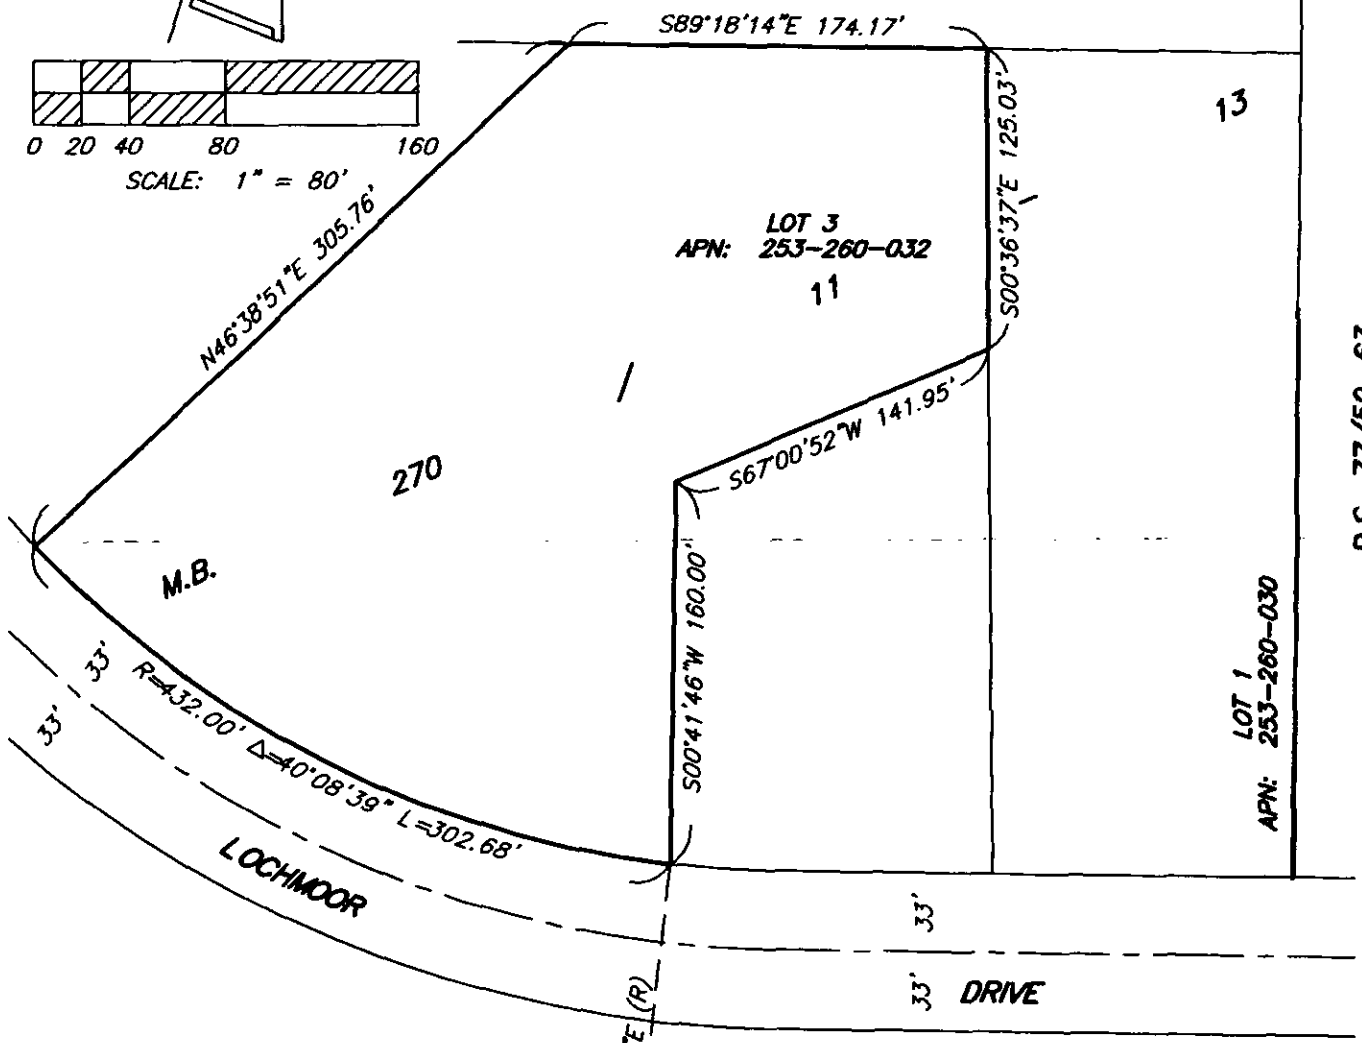 S89°18'14"E 174.17'
0 20 40 80 160
SCALE: 1" = 80'
13
S00°36'37"E 125.03'
N46°38'51"E 305.76'
LOT 3
APN: 253-260-032
11
S67°00'52"W 141.95'
270
M.B.
S00°41'46"W 160.00'
33'
33'
R=432.00' Δ=40°08'39" L=302.68'
LOT 1
APN: 253-260-030
LOCHMOOR
33'
33'
DRIVE
"E (R)